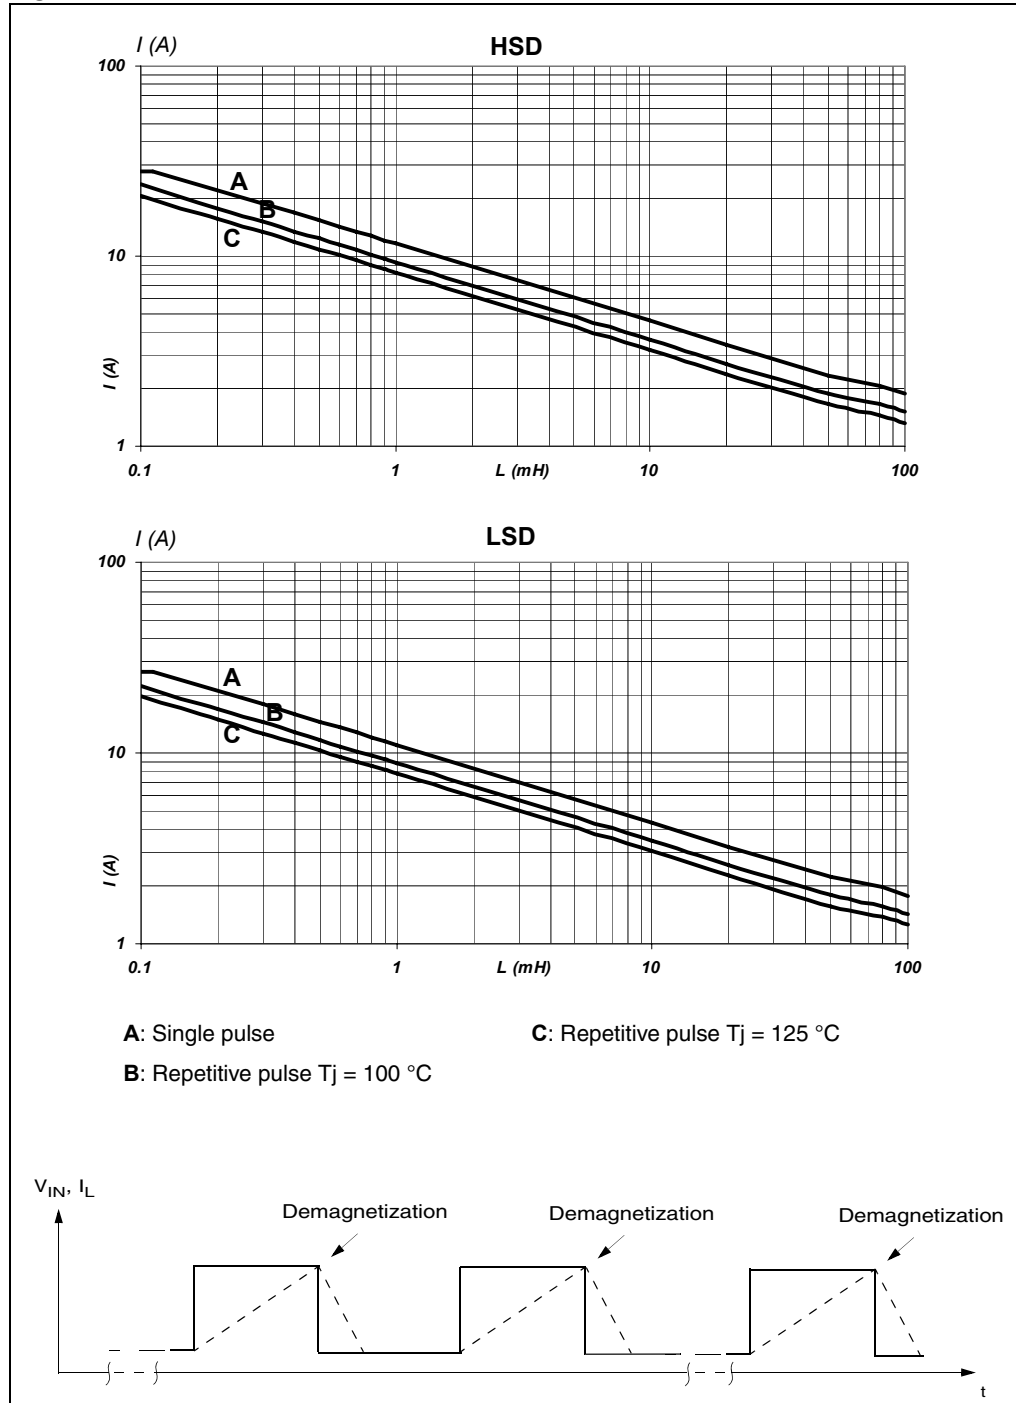 I (A)
HSD
100
A
B
C
10
I (A)
1
0.1
1
L (mH)
10
100
I (A)
LSD
100
A
B
C
10
I (A)
1
0.1
1
L (mH)
10
100
A: Single pulse
C: Repetitive pulse Tj = 125 °C
B: Repetitive pulse Tj = 100 °C
VIN, IL
Demagnetization
Demagnetization
Demagnetization
t